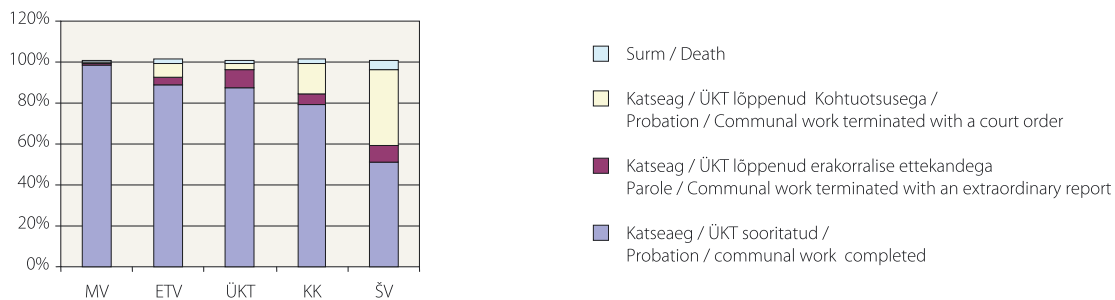 120%
100%
80%
60%
40%
20%
0%
MV
ETV
ÜKT
KK
ŠV
Surm / Death
Katseag / ÜKT lõppenud Kohtuotsusega /
Probation / Communal work terminated with a court order
Katseag / ÜKT lõppenud erakorralise ettekandega
Parole / Communal work terminated with an extraordinary report
Katseaeg / ÜKT sooritatud /
Probation / communal work completed